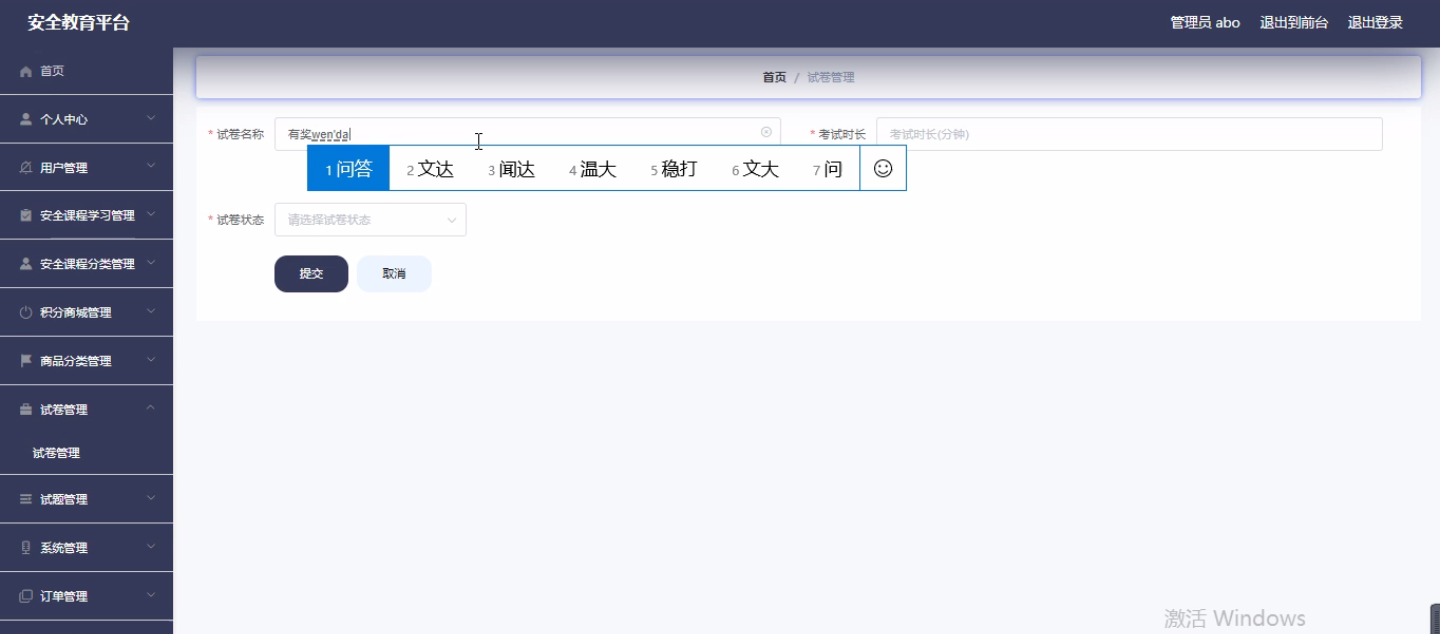 安全教育平台
管理员 abo 退出到前台 退出登录
首页
首页 / 试卷管理
个人中心
* 试卷名称 有奖wen'da
* 考试时长 考试时长(分钟)
用户管理
1 问答 2 文达 3 闻达 4 温大 5 稳打 6 文大 7 问
安全课程学习管理
* 试卷状态 请选择试卷状态
安全课程分类管理
提交 取消
积分商城管理
商品分类管理
试卷管理
试卷管理
试题管理
系统管理
订单管理
激活 Windows